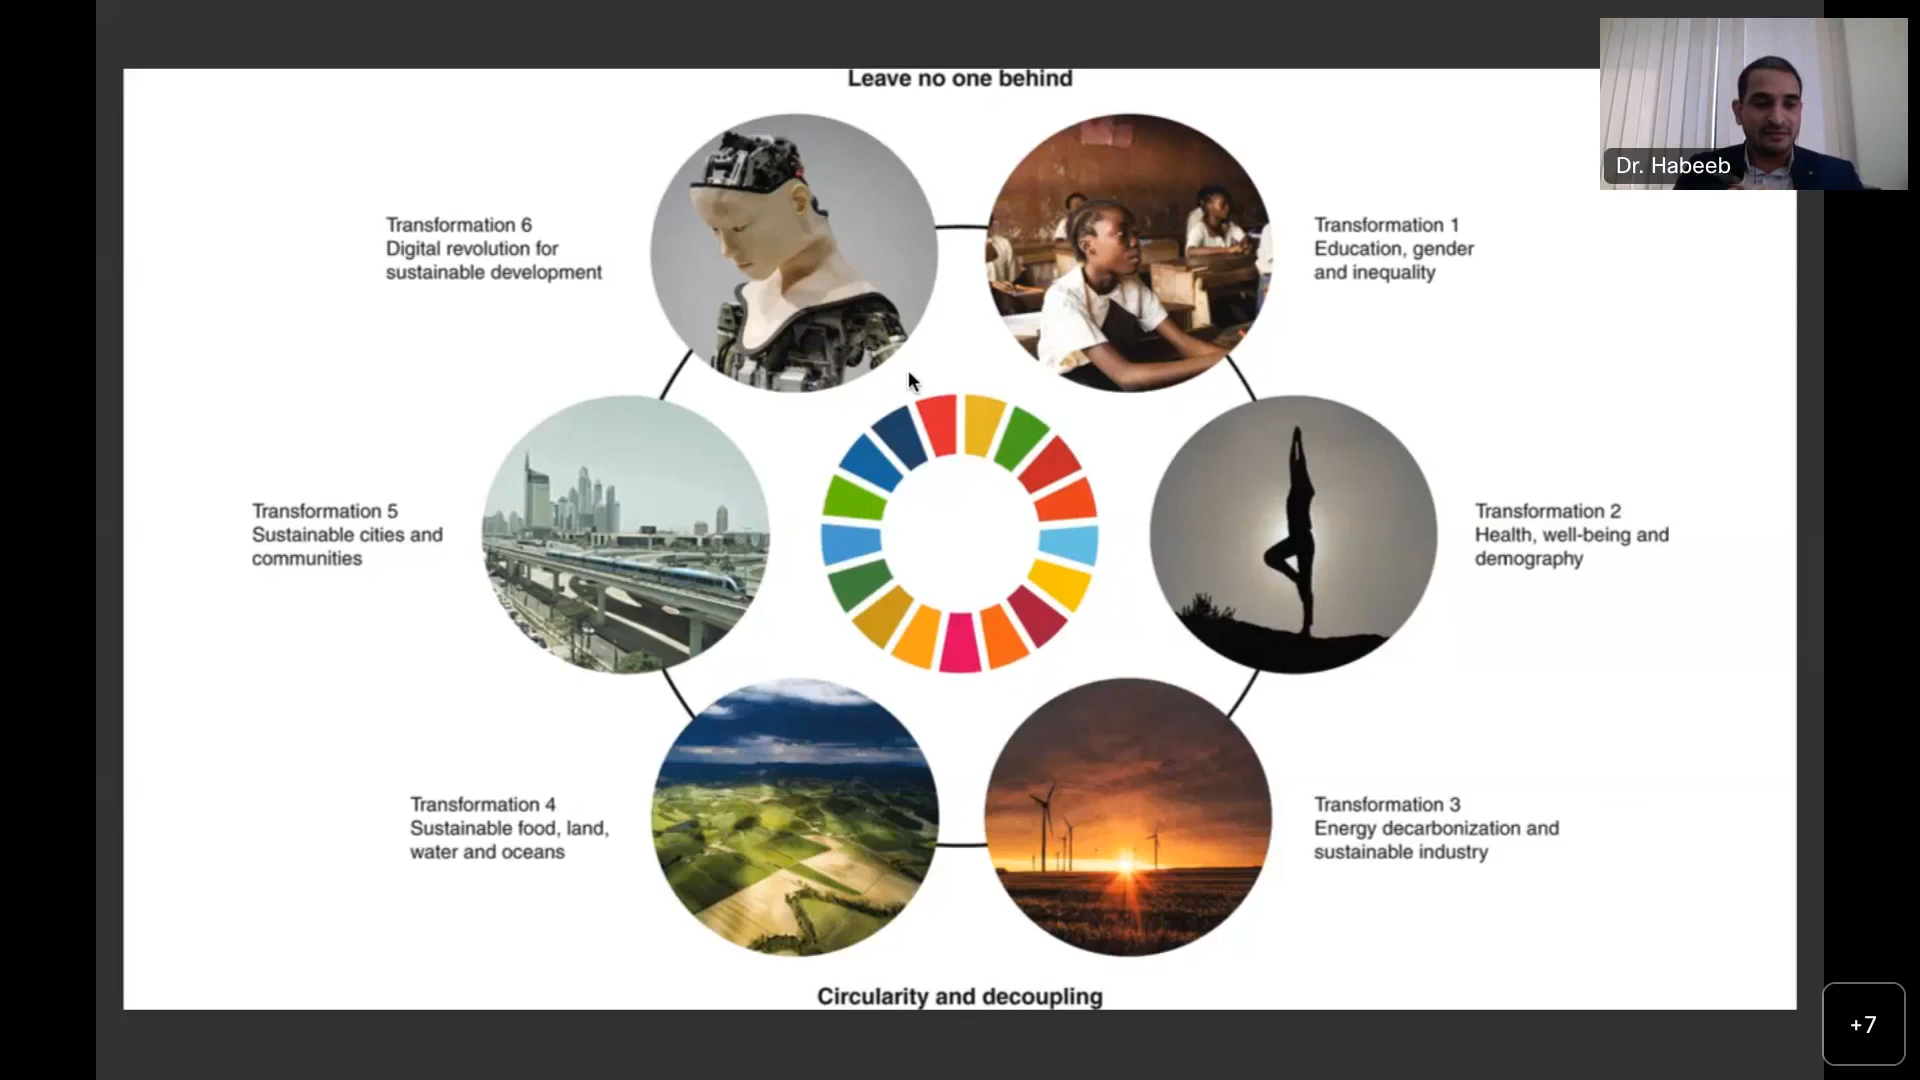 Leave no one behind
Dr. Habeeb
Transformation 6
Digital revolution for
sustainable development
Transformation 1
Education, gender
and inequality
Transformation 5
Sustainable cities and
communities
Transformation 2
Health, well-being and
demography
Transformation 4
Sustainable food, land,
water and oceans
Transformation 3
Energy decarbonization and
sustainable industry
Circularity and decoupling
+7